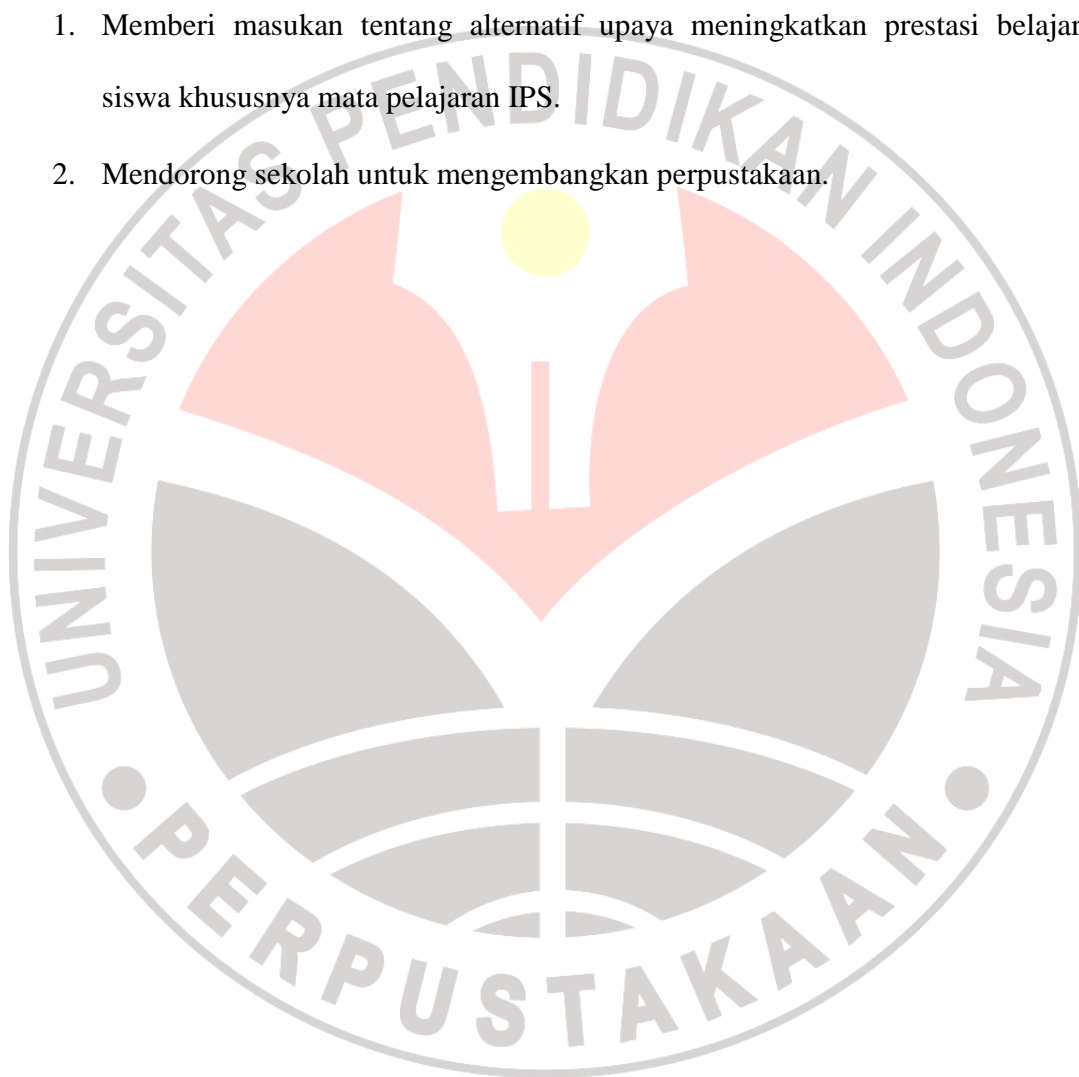 1. Memberi masukan tentang alternatif upaya meningkatkan prestasi belajar
siswa khususnya mata pelajaran IPS.
2. Mendorong sekolah untuk mengembangkan perpustakaan.
UNIVERSITAS PENDIDIKAN INDONESIA
PERPUSTAKAAN